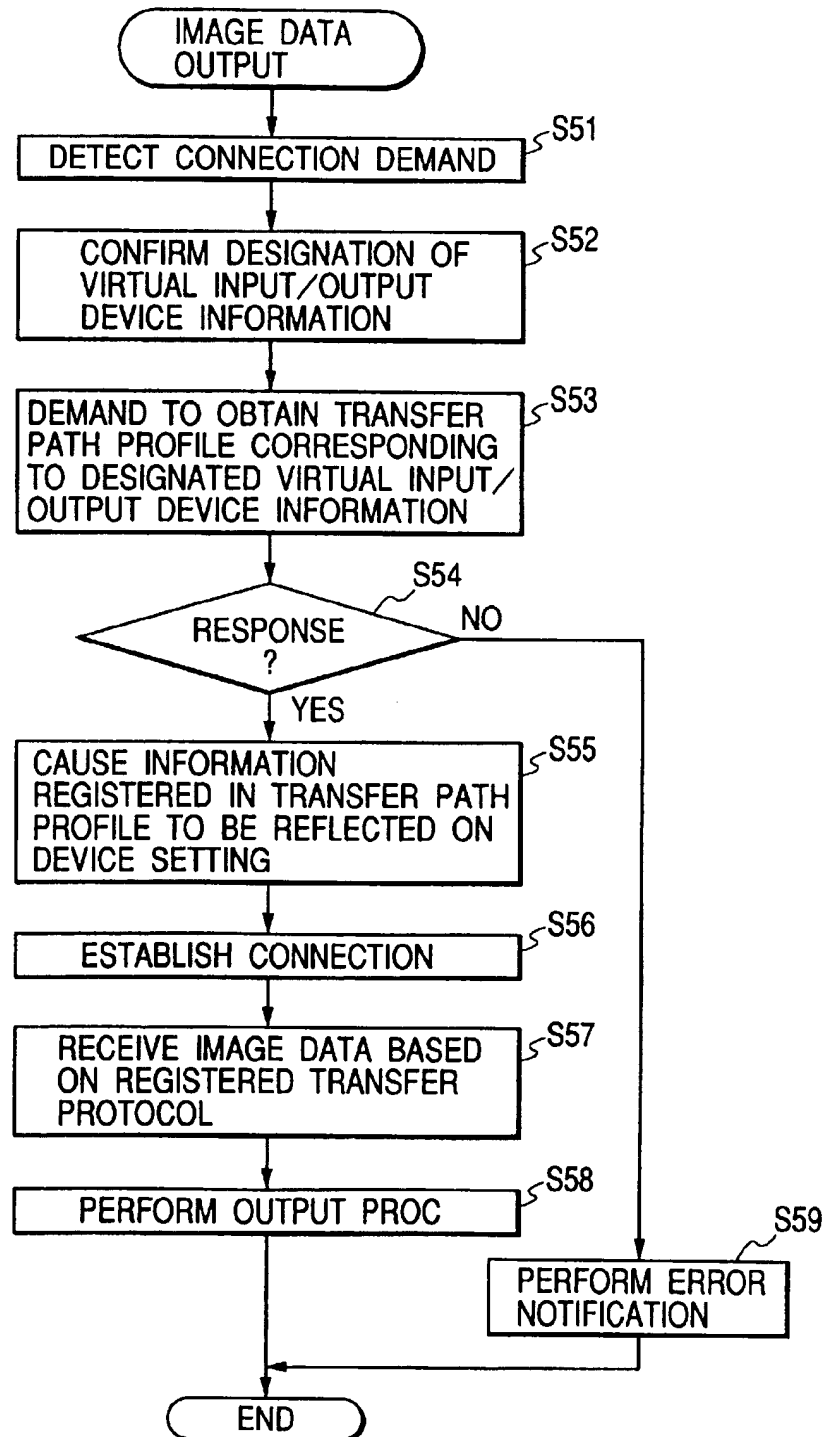 IMAGE DATA
OUTPUT
S51
DETECT CONNECTION DEMAND
S52
CONFIRM DESIGNATION OF
VIRTUAL INPUT/OUTPUT
DEVICE INFORMATION
S53
DEMAND TO OBTAIN TRANSFER
PATH PROFILE CORRESPONDING
TO DESIGNATED VIRTUAL INPUT/
OUTPUT DEVICE INFORMATION
S54
RESPONSE
?
NO
YES
S55
CAUSE INFORMATION
REGISTERED IN TRANSFER PATH
PROFILE TO BE REFLECTED ON
DEVICE SETTING
S56
ESTABLISH CONNECTION
S57
RECEIVE IMAGE DATA BASED
ON REGISTERED TRANSFER
PROTOCOL
S58
PERFORM OUTPUT PROC
S59
PERFORM ERROR
NOTIFICATION
END